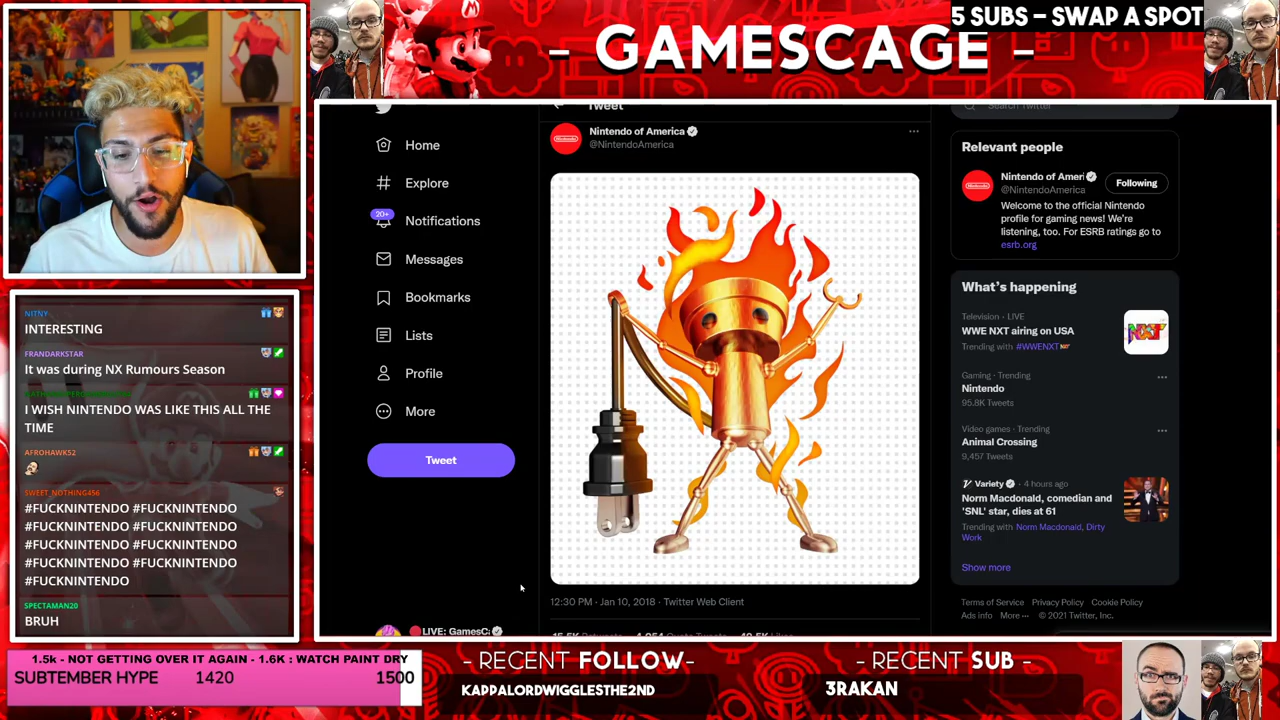 5 SUBS – SWAP A SPOT
- GAMESCAGE -
NITNY
INTERESTING
FRANDARKSTAR
It was during NX Rumours Season
I WISH NINTENDO WAS LIKE THIS ALL THE
TIME
AFROHAWK52
SWEET_NOTHING456
#FUCKNINTENDO #FUCKNINTENDO
#FUCKNINTENDO #FUCKNINTENDO
#FUCKNINTENDO #FUCKNINTENDO
#FUCKNINTENDO #FUCKNINTENDO
#FUCKNINTENDO
SPECTAMAN20
BRUH
Home
Explore
20+
Notifications
Messages
Bookmarks
Lists
Profile
More
Tweet
LIVE: GamesCa
Tweet
Nintendo of America
@NintendoAmerica
12:30 PM · Jan 10, 2018 · Twitter Web Client
Search Twitter
Relevant people
Nintendo of Ameri
@NintendoAmerica
Following
Welcome to the official Nintendo
profile for gaming news! We're
listening, too. For ESRB ratings go to
esrb.org
What's happening
Television · LIVE
WWE NXT airing on USA
Trending with #WWENXT
NXT
Gaming · Trending
Nintendo
95.8K Tweets
Video games · Trending
Animal Crossing
9,457 Tweets
Variety · 4 hours ago
Norm Macdonald, comedian and
'SNL' star, dies at 61
Trending with Norm Macdonald, Dirty
Work
Show more
Terms of Service Privacy Policy Cookie Policy
Ads info More ··· © 2021 Twitter, Inc.
1.5k - NOT GETTING OVER IT AGAIN - 1.6K : WATCH PAINT DRY
SUBTEMBER HYPE 1420 1500
- RECENT FOLLOW-
KAPPALORDWIGGLESTHE2ND
- RECENT SUB -
3RAKAN